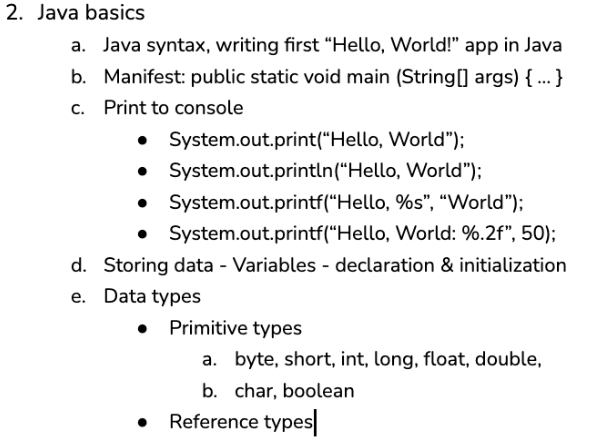 2. Java basics
a. Java syntax, writing first “Hello, World!” app in Java
b. Manifest: public static void main (String[] args) { ... }
c. Print to console
● System.out.print(“Hello, World”);
● System.out.println(“Hello, World”);
● System.out.printf(“Hello, %s”, “World”);
● System.out.printf(“Hello, World: %.2f”, 50);
d. Storing data - Variables - declaration & initialization
e. Data types
● Primitive types
a. byte, short, int, long, float, double,
b. char, boolean
● Reference types